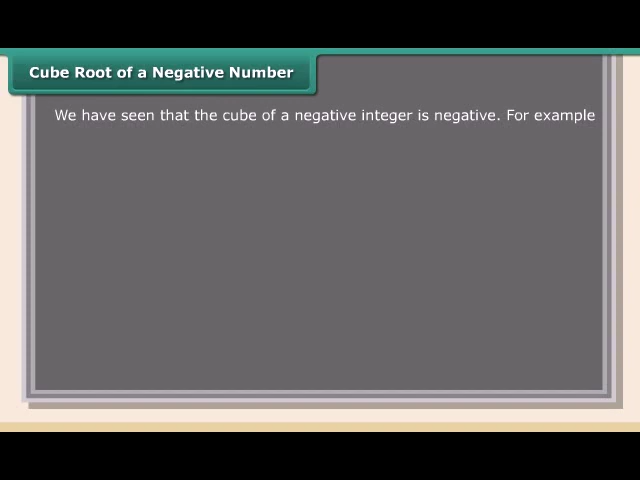 Cube Root of a Negative Number
We have seen that the cube of a negative integer is negative. For example